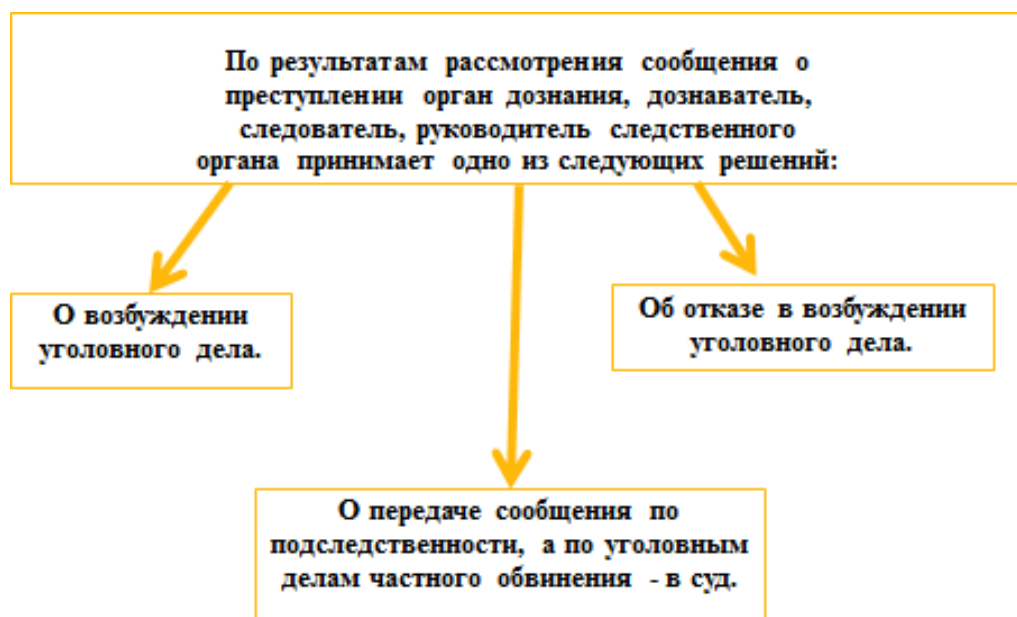 По результатам рассмотрения сообщения о
преступлении орган дознания, дознаватель,
следователь, руководитель следственного
органа принимает одно из следующих решений:
О возбуждении
уголовного дела.
Об отказе в возбуждении
уголовного дела.
О передаче сообщения по
подследственности, а по уголовным
делам частного обвинения - в суд.